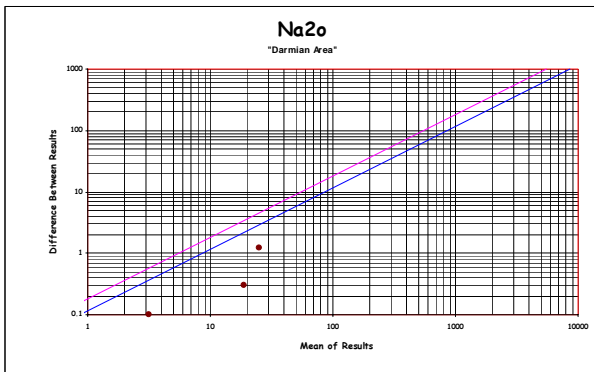 Na2o
"Darmian Area"
1000
100
10
1
0.1
Difference Between Results
1
10
100
1000
10000
Mean of Results